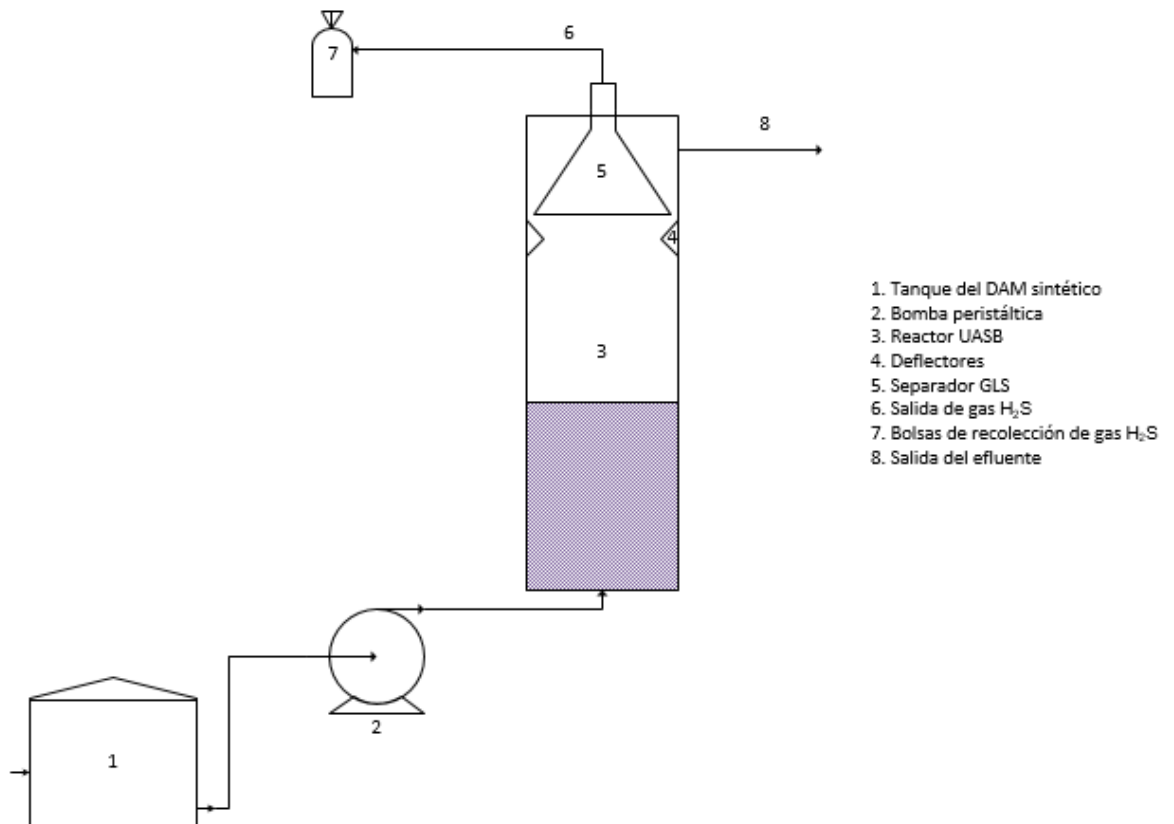 6
7
8
5
4
3
2
1
1. Tanque del DAM sintético
2. Bomba peristáltica
3. Reactor UASB
4. Deflectores
5. Separador GLS
6. Salida de gas H₂S
7. Bolsas de recolección de gas H₂S
8. Salida del efluente